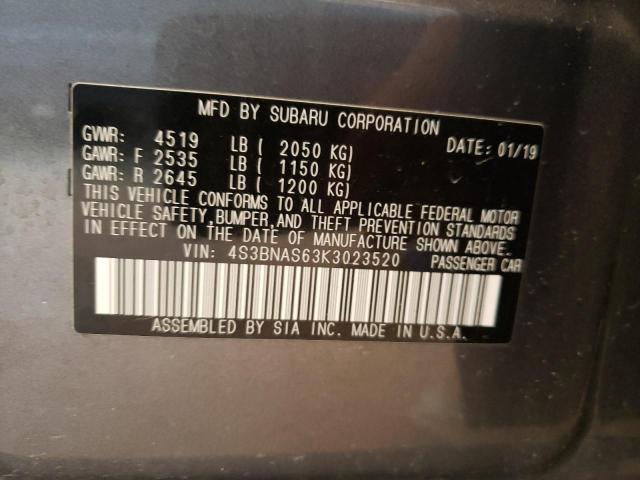 MFD BY SUBARU CORPORATION
DATE: 01/19
GVWR: 4519 LB ( 2050 KG)
GAWR: F 2535 LB ( 1150 KG)
GAWR: R 2645 LB ( 1200 KG)
THIS VEHICLE CONFORMS TO ALL APPLICABLE FEDERAL MOTOR
VEHICLE SAFETY, BUMPER, AND THEFT PREVENTION STANDARDS
IN EFFECT ON THE DATE OF MANUFACTURE SHOWN ABOVE.
VIN: 4S3BNAS63K3023520 PASSENGER CAR
ASSEMBLED BY SIA INC. MADE IN U.S.A.